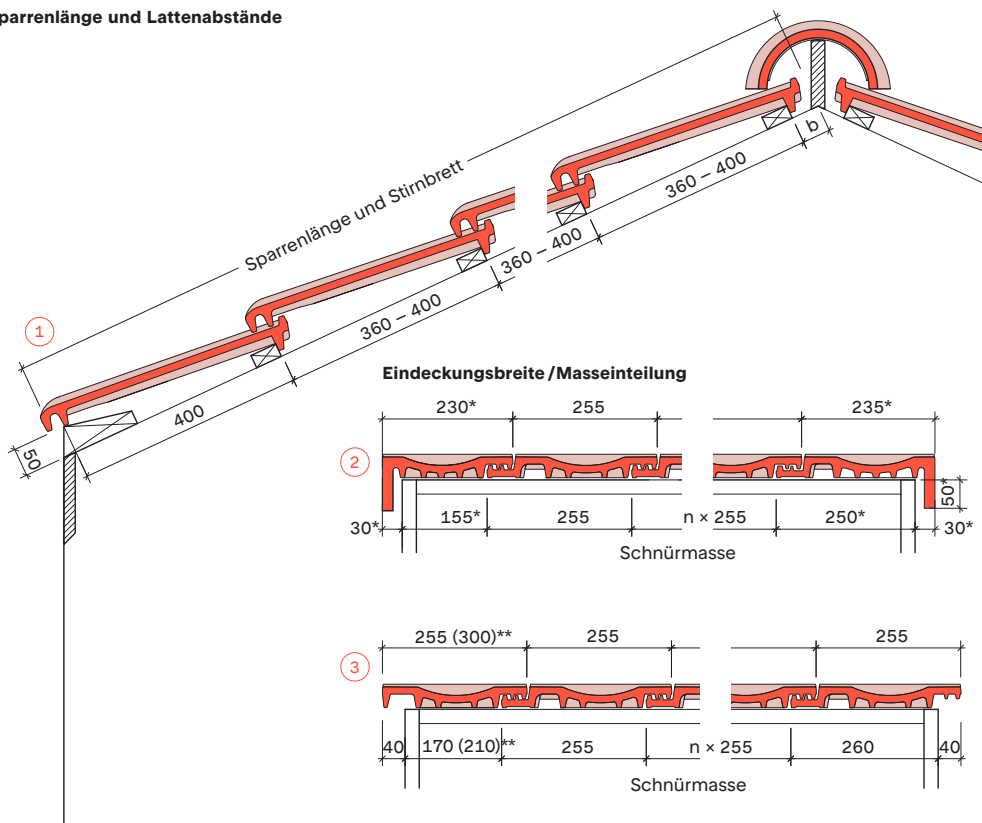 parrenlänge und Lattenabstände
b
360 – 400
Sparrenlänge und Stirnbrett
360 – 400
360 – 400
1
400
50
Eindeckungsbreite / Masseinteilung
230* 255 235*
2
50*
30* 155* 255 n × 255 250* 30*
Schnürmasse
255 (300)** 255 255
3
40 170 (210)** 255 n × 255 260 40
Schnürmasse